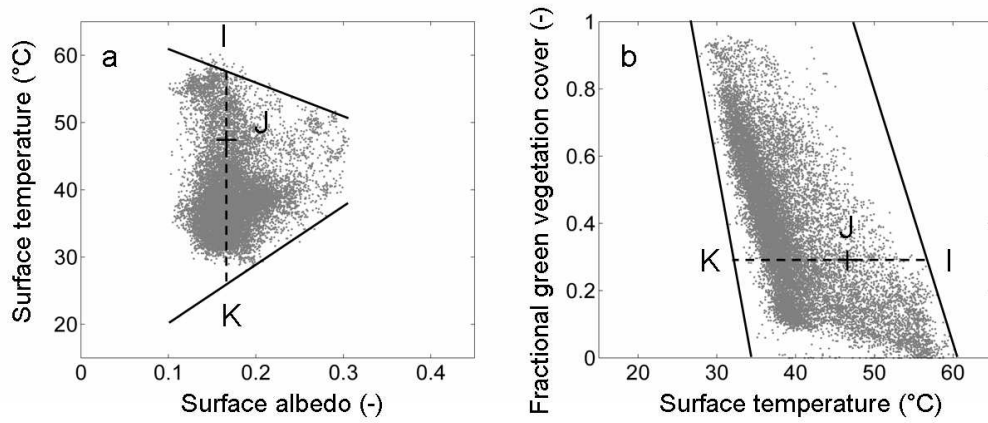 a
I
J
K
Surface temperature (°C)
60
50
40
30
20
0
0.1
0.2
0.3
0.4
Surface albedo (-)
b
J
K
I
Fractional green vegetation cover (-)
1
0.8
0.6
0.4
0.2
0
20
30
40
50
60
Surface temperature (°C)